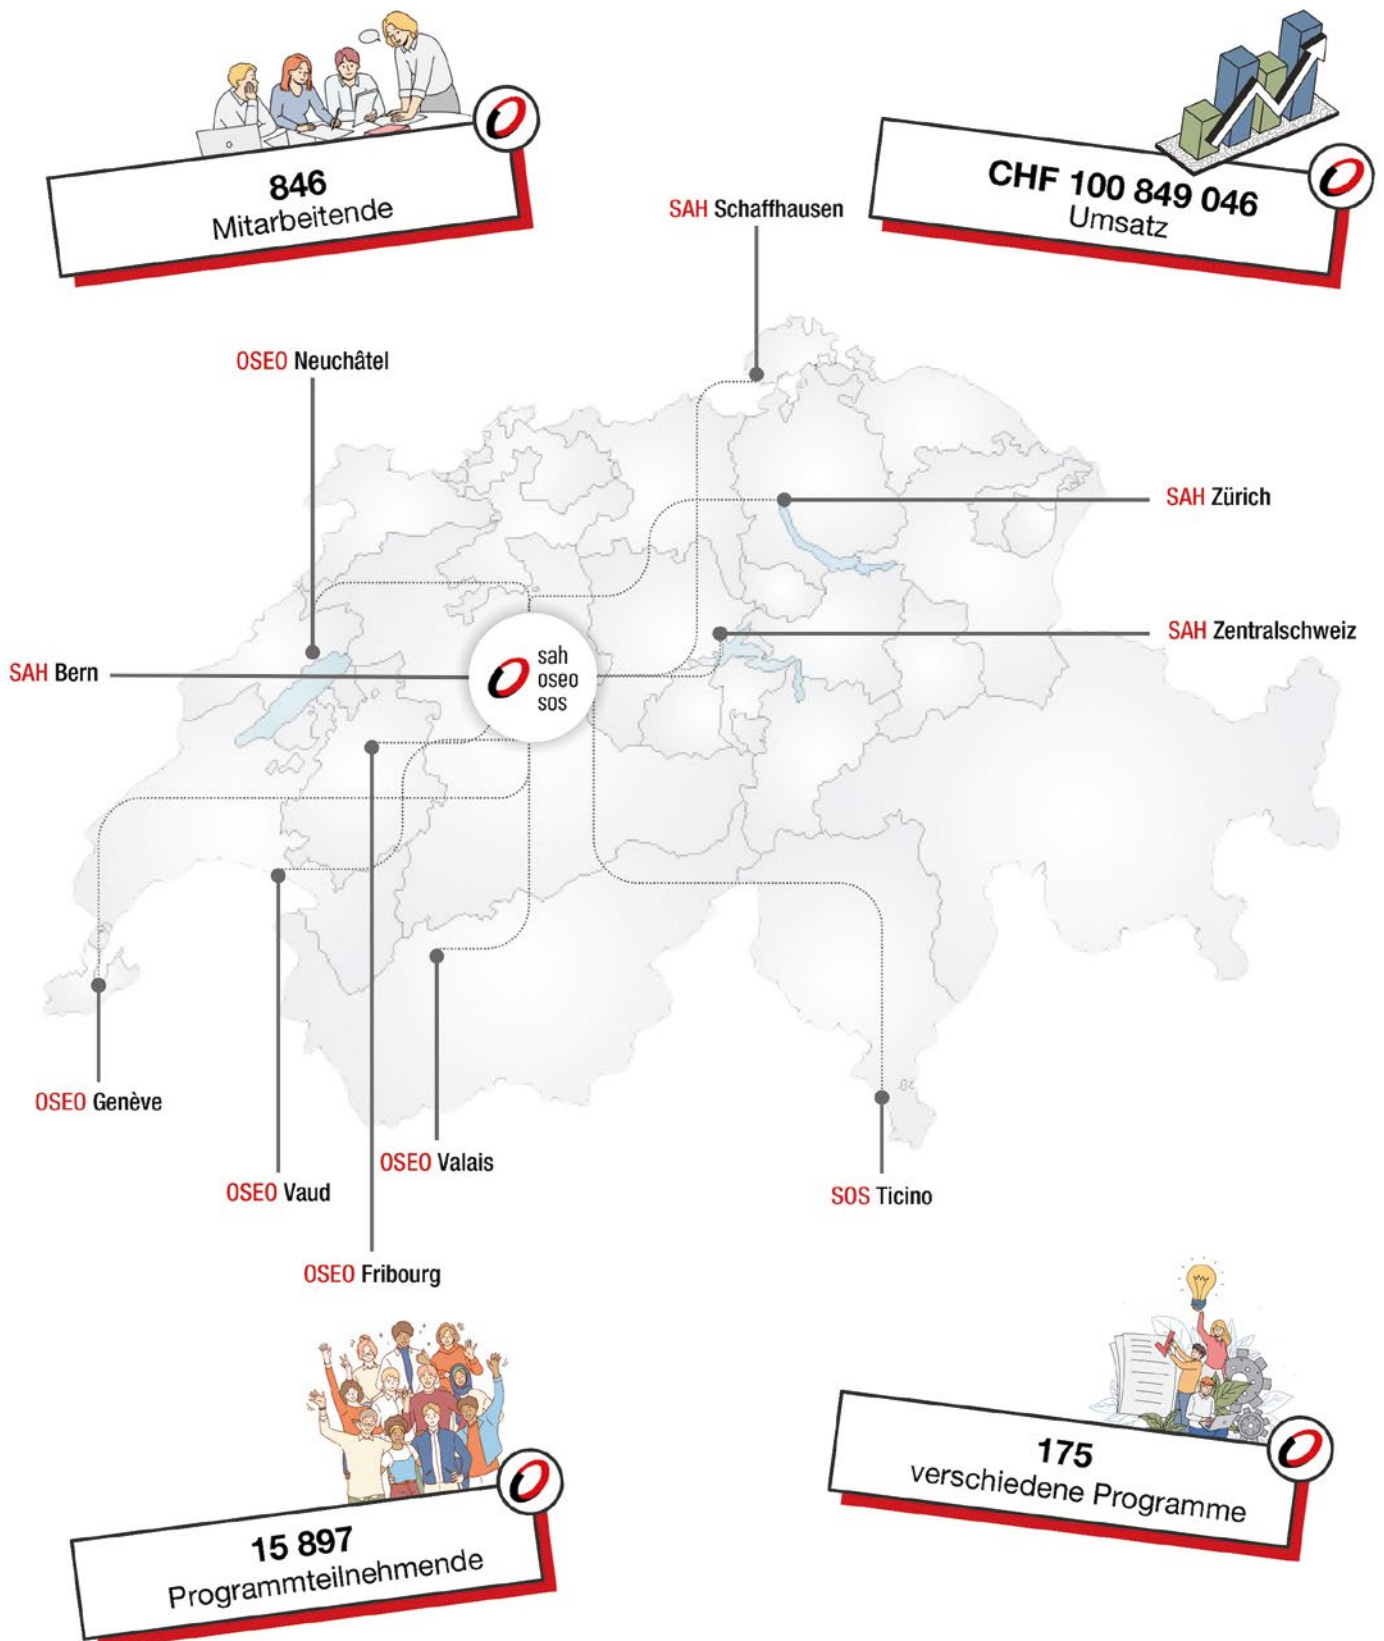 846
Mitarbeitende
CHF 100 849 046
Umsatz
SAH Schaffhausen
OSEO Neuchâtel
SAH Zürich
SAH Zentralschweiz
SAH Bern
sah
oseo
sos
OSEO Genève
OSEO Valais
OSEO Vaud
SOS Ticino
OSEO Fribourg
175
verschiedene Programme
15 897
Programmteilnehmende